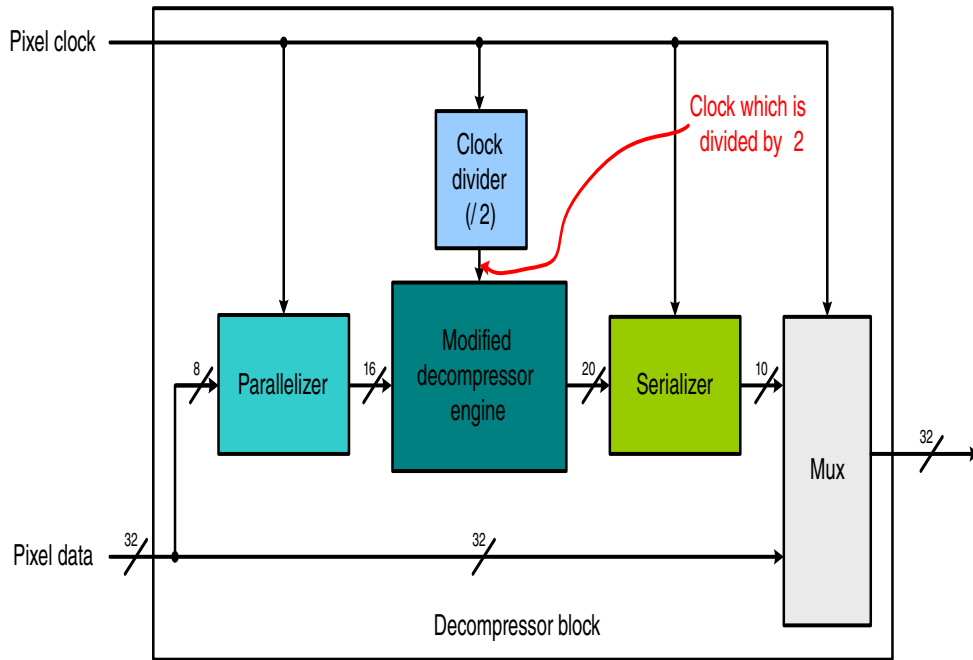 Pixel clock
Clock which is
divided by 2
Clock
divider
(/ 2)
Modified
decompressor
engine
8
Parallelizer
16
20
Serializer
10
Mux
32
Pixel data
32
32
Decompressor block